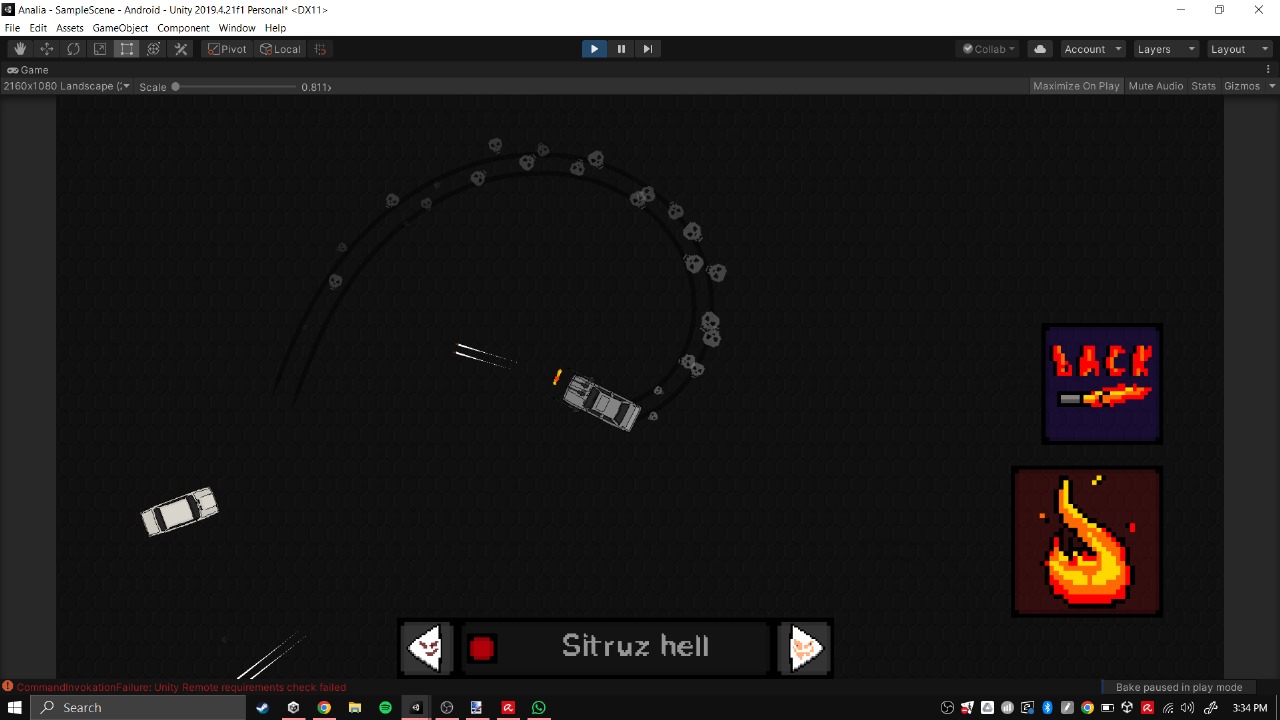 Analia - SampleScene - Android - Unity 2019.4.21f1 Personal* <DX11>
File Edit Assets GameObject Component Window Help
Pivot Local Collab Account Layers Layout
Game
2160x1080 Landscape (2 Scale 0.811x Maximize On Play Mute Audio Stats Gizmos
BACK
Sitruz hell
CommandInvokationFailure: Unity Remote requirements check failed
Bake paused in play mode
Search
3:34 PM